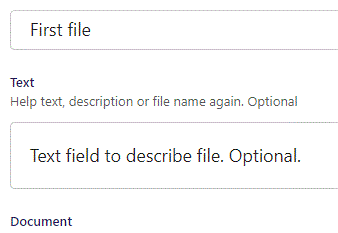 First file
Text
Help text, description or file name again. Optional
Text field to describe file. Optional.
Document